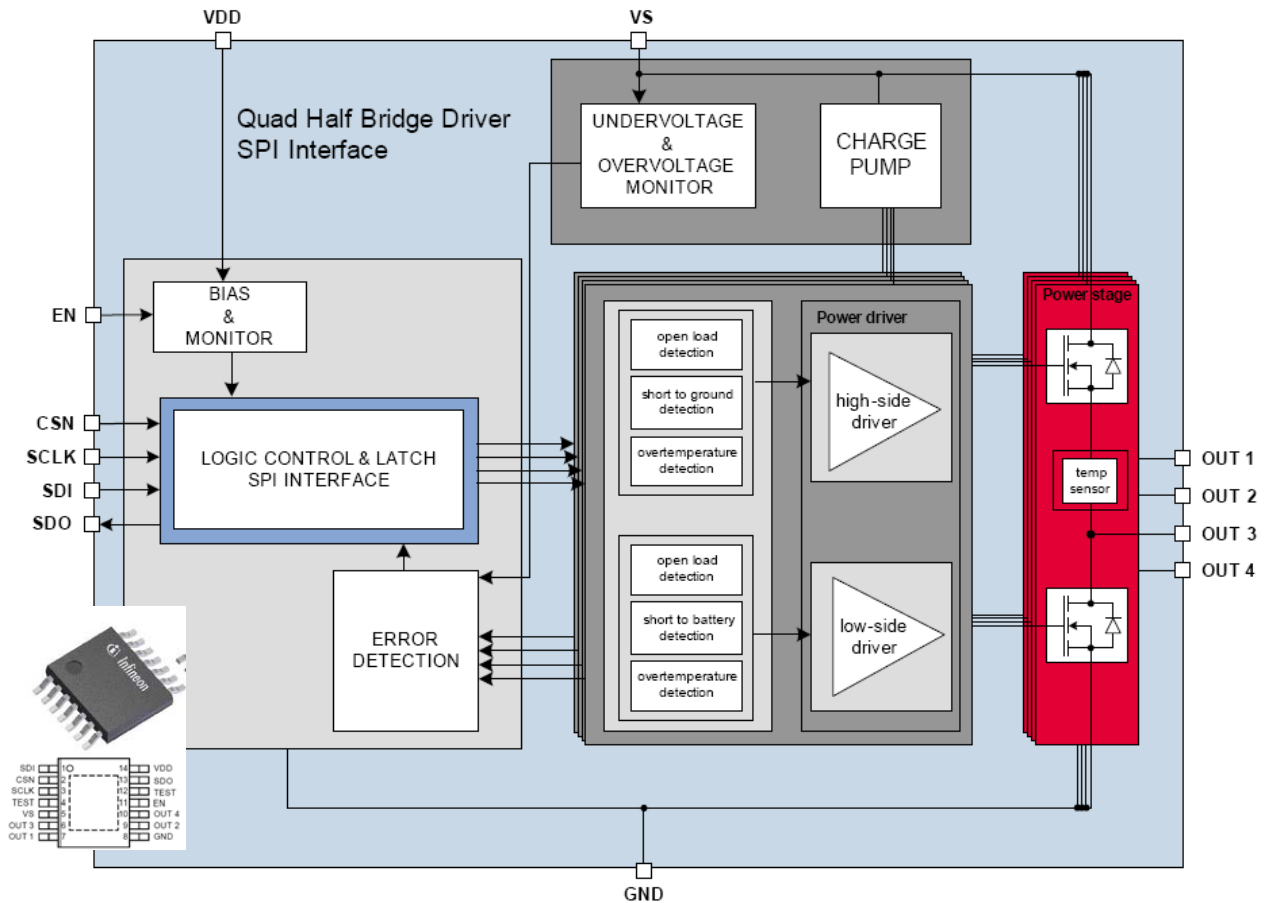 VDD
VS
Quad Half Bridge Driver
SPI Interface
UNDERVOLTAGE
&
OVERVOLTAGE
MONITOR
CHARGE
PUMP
EN
BIAS
&
MONITOR
CSN
SCLK
SDI
SDO
LOGIC CONTROL & LATCH
SPI INTERFACE
ERROR
DETECTION
open load
detection
short to ground
detection
overtemperature
detection
open load
detection
short to battery
detection
overtemperature
detection
Power driver
high-side
driver
low-side
driver
Power stage
temp
sensor
OUT 1
OUT 2
OUT 3
OUT 4
infineon
SDI 1 14 VDD
CSN 2 13 SDO
SCLK 3 12 TEST
TEST 4 11 EN
VS 5 10 OUT 4
OUT 3 6 9 OUT 2
OUT 1 7 8 GND
GND